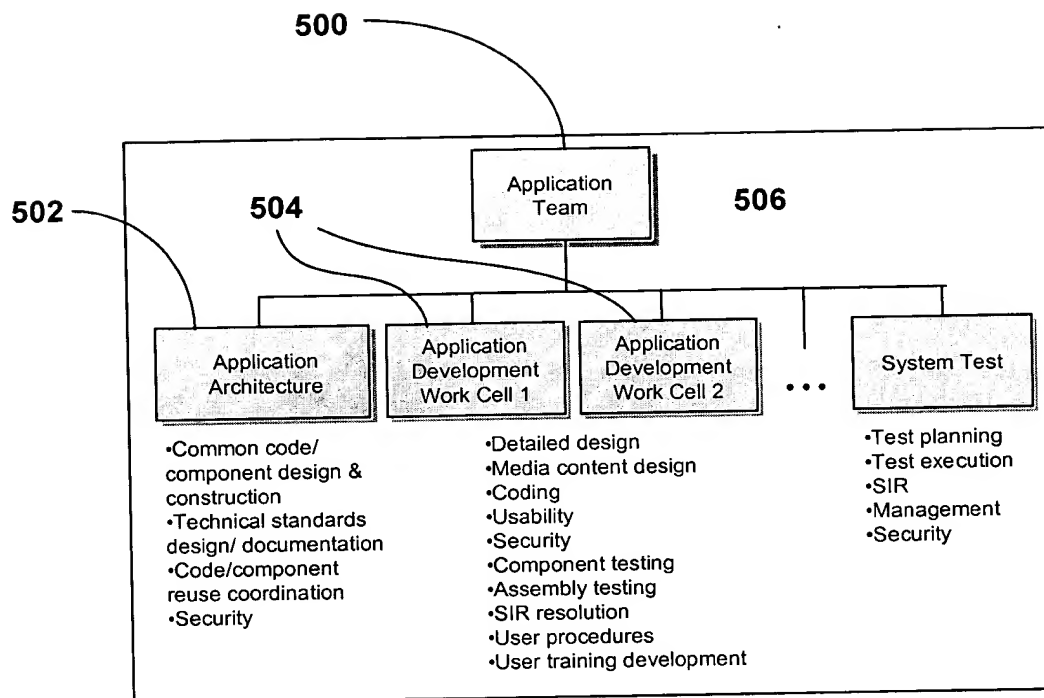 500
Application
Team
506
502
504
Application
Architecture
Application
Development
Work Cell 1
Application
Development
Work Cell 2
•••
System Test
•Common code/
component design &
construction
•Technical standards
design/ documentation
•Code/component
reuse coordination
•Security
•Detailed design
•Media content design
•Coding
•Usability
•Security
•Component testing
•Assembly testing
•SIR resolution
•User procedures
•User training development
•Test planning
•Test execution
•SIR
•Management
•Security